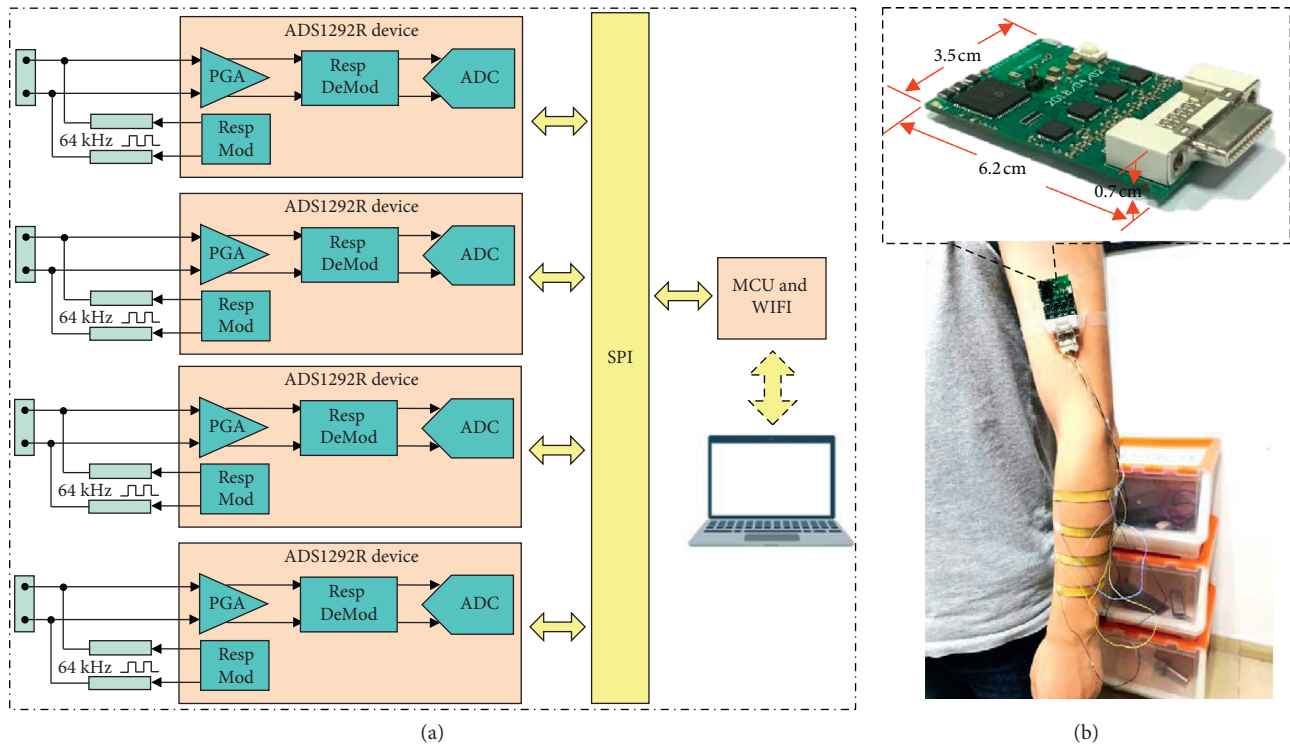 ADS1292R device
PGA
Resp
DeMod
ADC
64 kHz
Resp
Mod
ADS1292R device
PGA
Resp
DeMod
ADC
64 kHz
Resp
Mod
ADS1292R device
PGA
Resp
DeMod
ADC
64 kHz
Resp
Mod
ADS1292R device
PGA
Resp
DeMod
ADC
64 kHz
Resp
Mod
SPI
MCU and
WIFI
(a)
3.5 cm
6.2 cm
0.7 cm
(b)